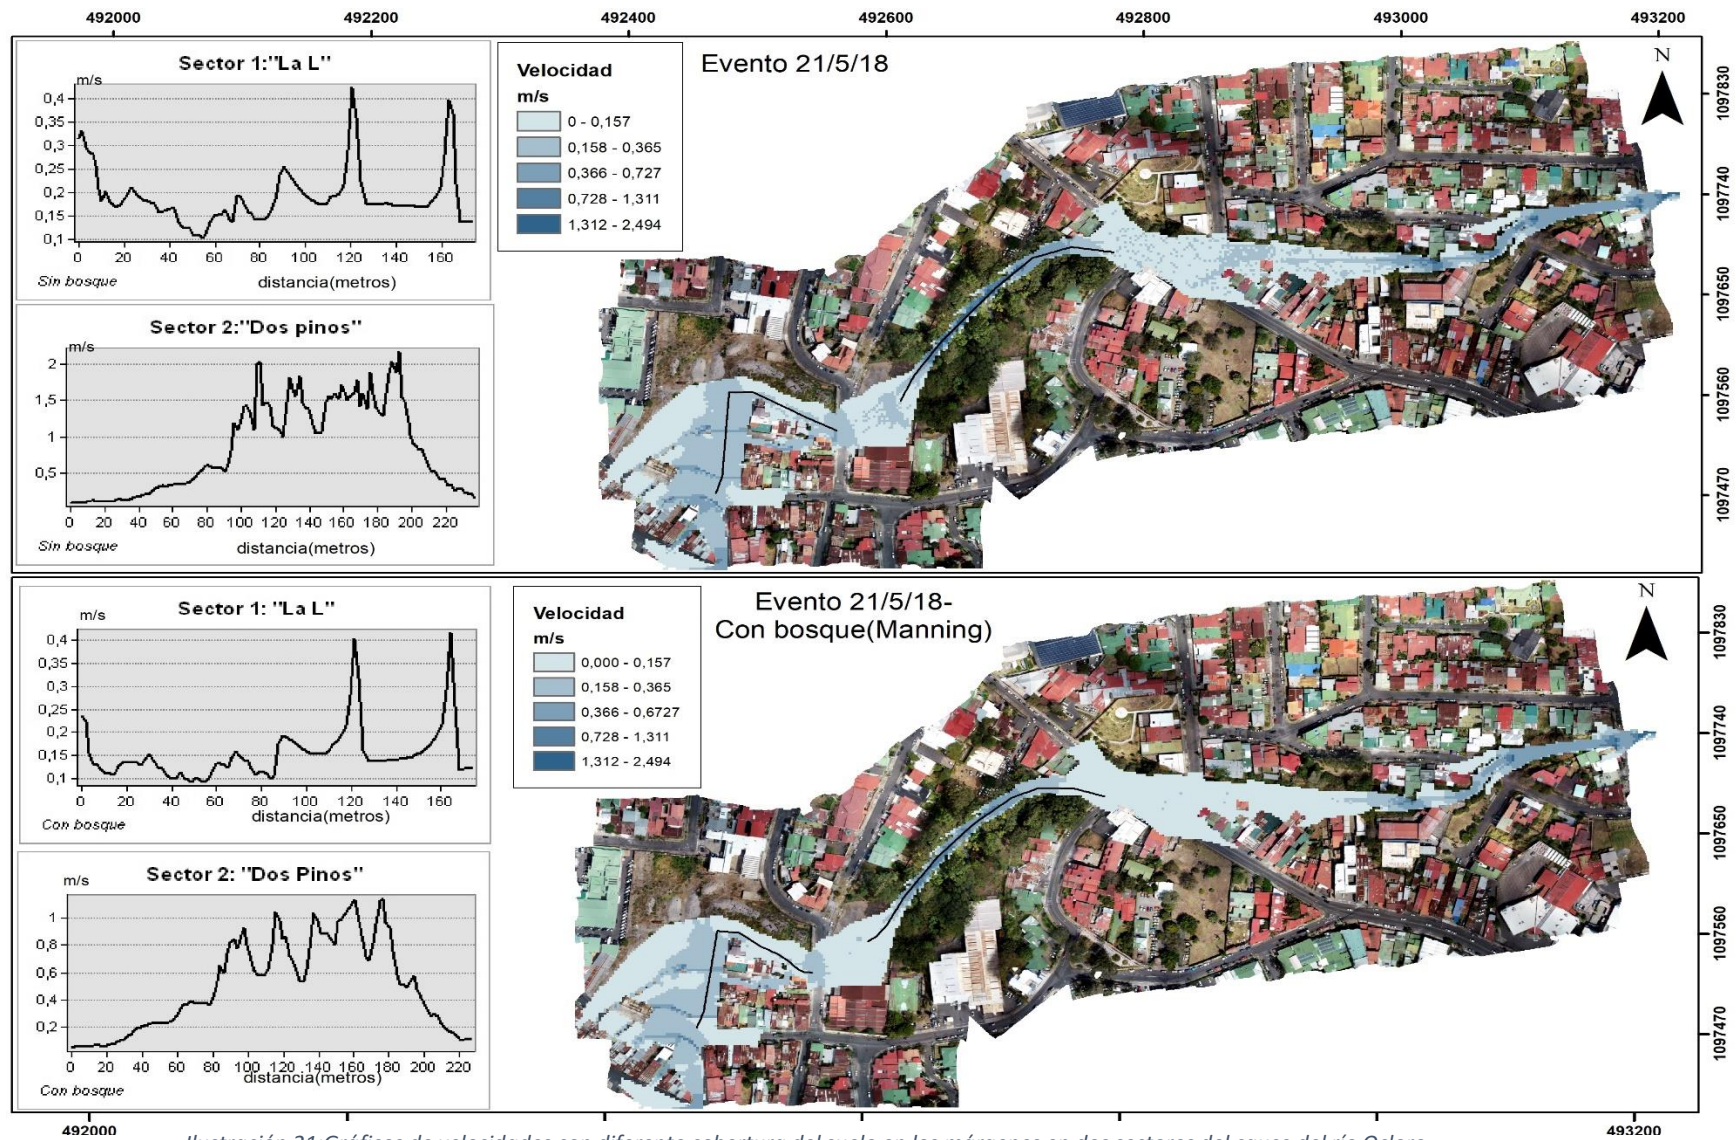 492000 492200 492400 492600 492800 493000 493200
Sector 1:"La L"
m/s
0,4
0,35
0,3
0,25
0,2
0,15
0,1
0 20 40 60 80 100 120 140 160
Sin bosque
distancia(metros)
Sector 2:"Dos pinos"
m/s
2
1,5
1
0,5
0 20 40 60 80 100 120 140 160 180 200 220
Sin bosque
distancia(metros)
Velocidad
m/s
0 - 0,157
0,158 - 0,365
0,366 - 0,727
0,728 - 1,311
1,312 - 2,494
Evento 21/5/18
N
1097830
1097740
1097650
1097560
1097470
Sector 1: "La L"
m/s
0,4
0,35
0,3
0,25
0,2
0,15
0,1
0 20 40 60 80 100 120 140 160
distancia(metros)
Con bosque
Sector 2: "Dos Pinos"
m/s
1
0,8
0,6
0,4
0,2
0 20 40 60 80 100 120 140 160 180 200 220
distancia(metros)
Con bosque
Velocidad
m/s
0,000 - 0,157
0,158 - 0,365
0,366 - 0,6727
0,728 - 1,311
1,312 - 2,494
Evento 21/5/18-
Con bosque(Manning)
N
1097830
1097740
1097650
1097560
1097470
492000 493200